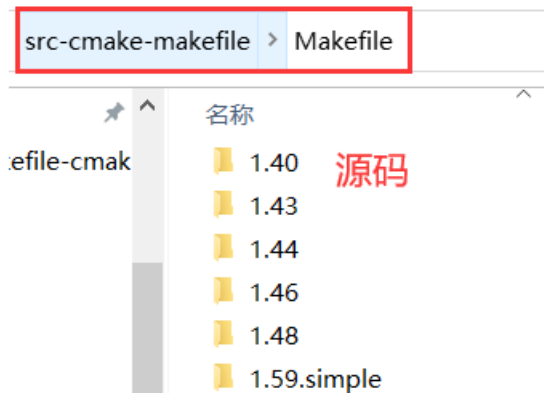 src-cmake-makefile > Makefile
名称
efile-cmak
1.40 源码
1.43
1.44
1.46
1.48
1.59.simple